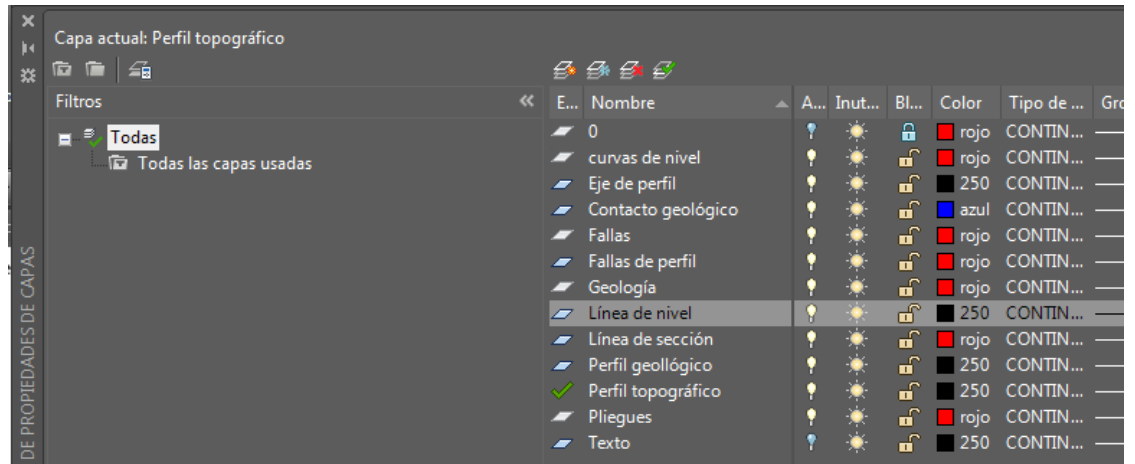 Capa actual: Perfil topográfico
Filtros
Todas
Todas las capas usadas
DE PROPIEDADES DE CAPAS
E... Nombre A... Inut... Bl... Color Tipo de ... Gro
0 rojo CONTIN...
curvas de nivel rojo CONTIN...
Eje de perfil 250 CONTIN...
Contacto geológico azul CONTIN...
Fallas rojo CONTIN...
Fallas de perfil rojo CONTIN...
Geología rojo CONTIN...
Línea de nivel 250 CONTIN...
Línea de sección rojo CONTIN...
Perfil geollógico 250 CONTIN...
Perfil topográfico 250 CONTIN...
Pliegues rojo CONTIN...
Texto 250 CONTIN...